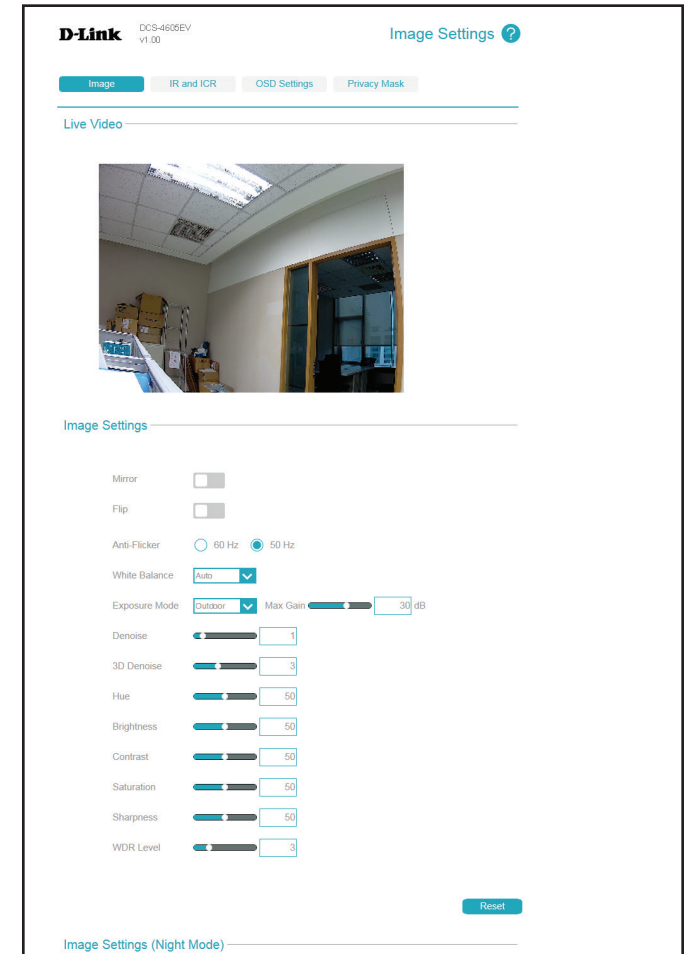 D-Link DCS-4605EV
v1.00
Image Settings ?
Image IR and ICR OSD Settings Privacy Mask
Live Video
Image Settings
Mirror
Flip
Anti-Flicker 60 Hz 50 Hz
White Balance Auto
Exposure Mode Outdoor Max Gain 30 dB
Denoise 1
3D Denoise 3
Hue 50
Brightness 50
Contrast 50
Saturation 50
Sharpness 50
WDR Level 3
Reset
Image Settings (Night Mode)